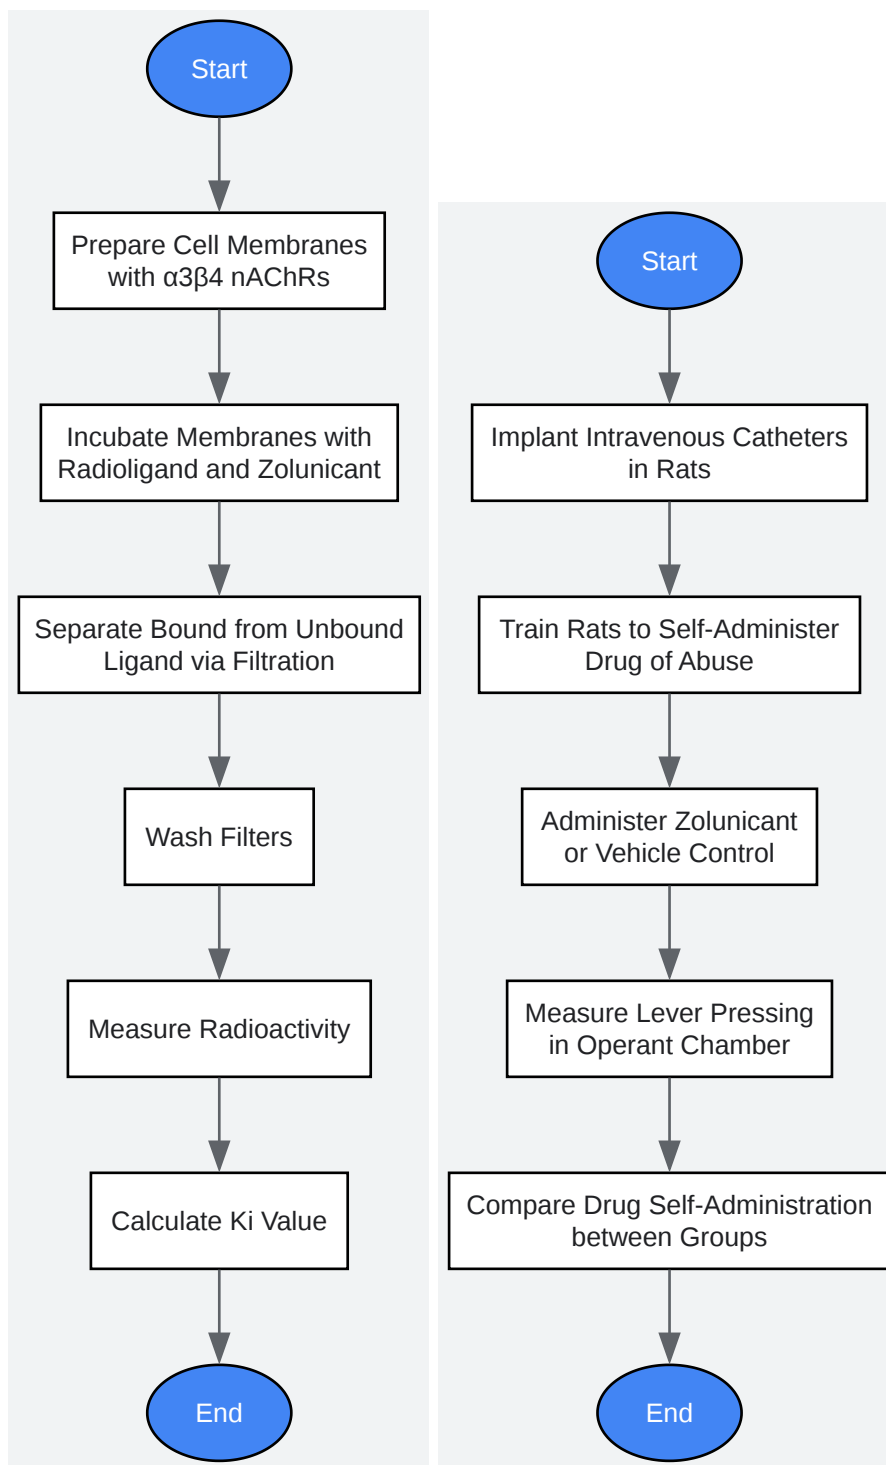 Start
Prepare Cell Membranes
with α3β4 nAChRs
Incubate Membranes with
Radioligand and Zolunicant
Separate Bound from Unbound
Ligand via Filtration
Wash Filters
Measure Radioactivity
Calculate Ki Value
End
Start
Implant Intravenous Catheters
in Rats
Train Rats to Self-Administer
Drug of Abuse
Administer Zolunicant
or Vehicle Control
Measure Lever Pressing
in Operant Chamber
Compare Drug Self-Administration
between Groups
End